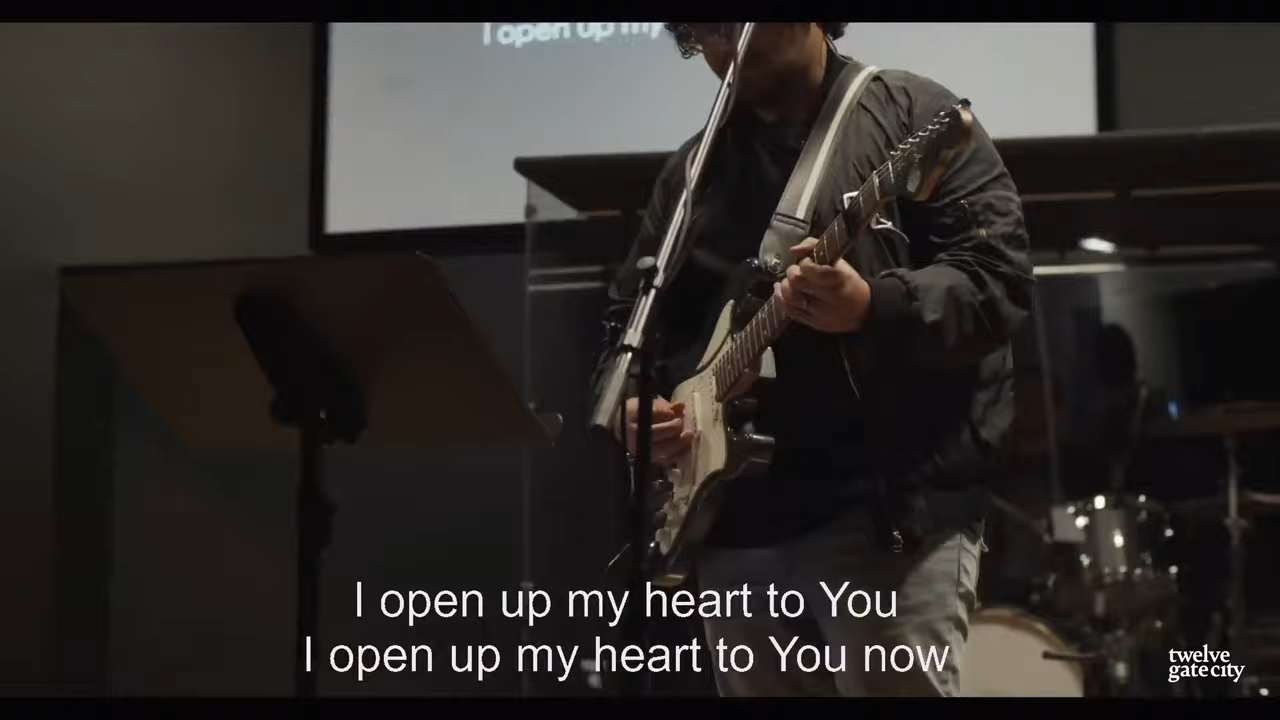 I open up my
I open up my heart to You
I open up my heart to You now
twelve
gate city